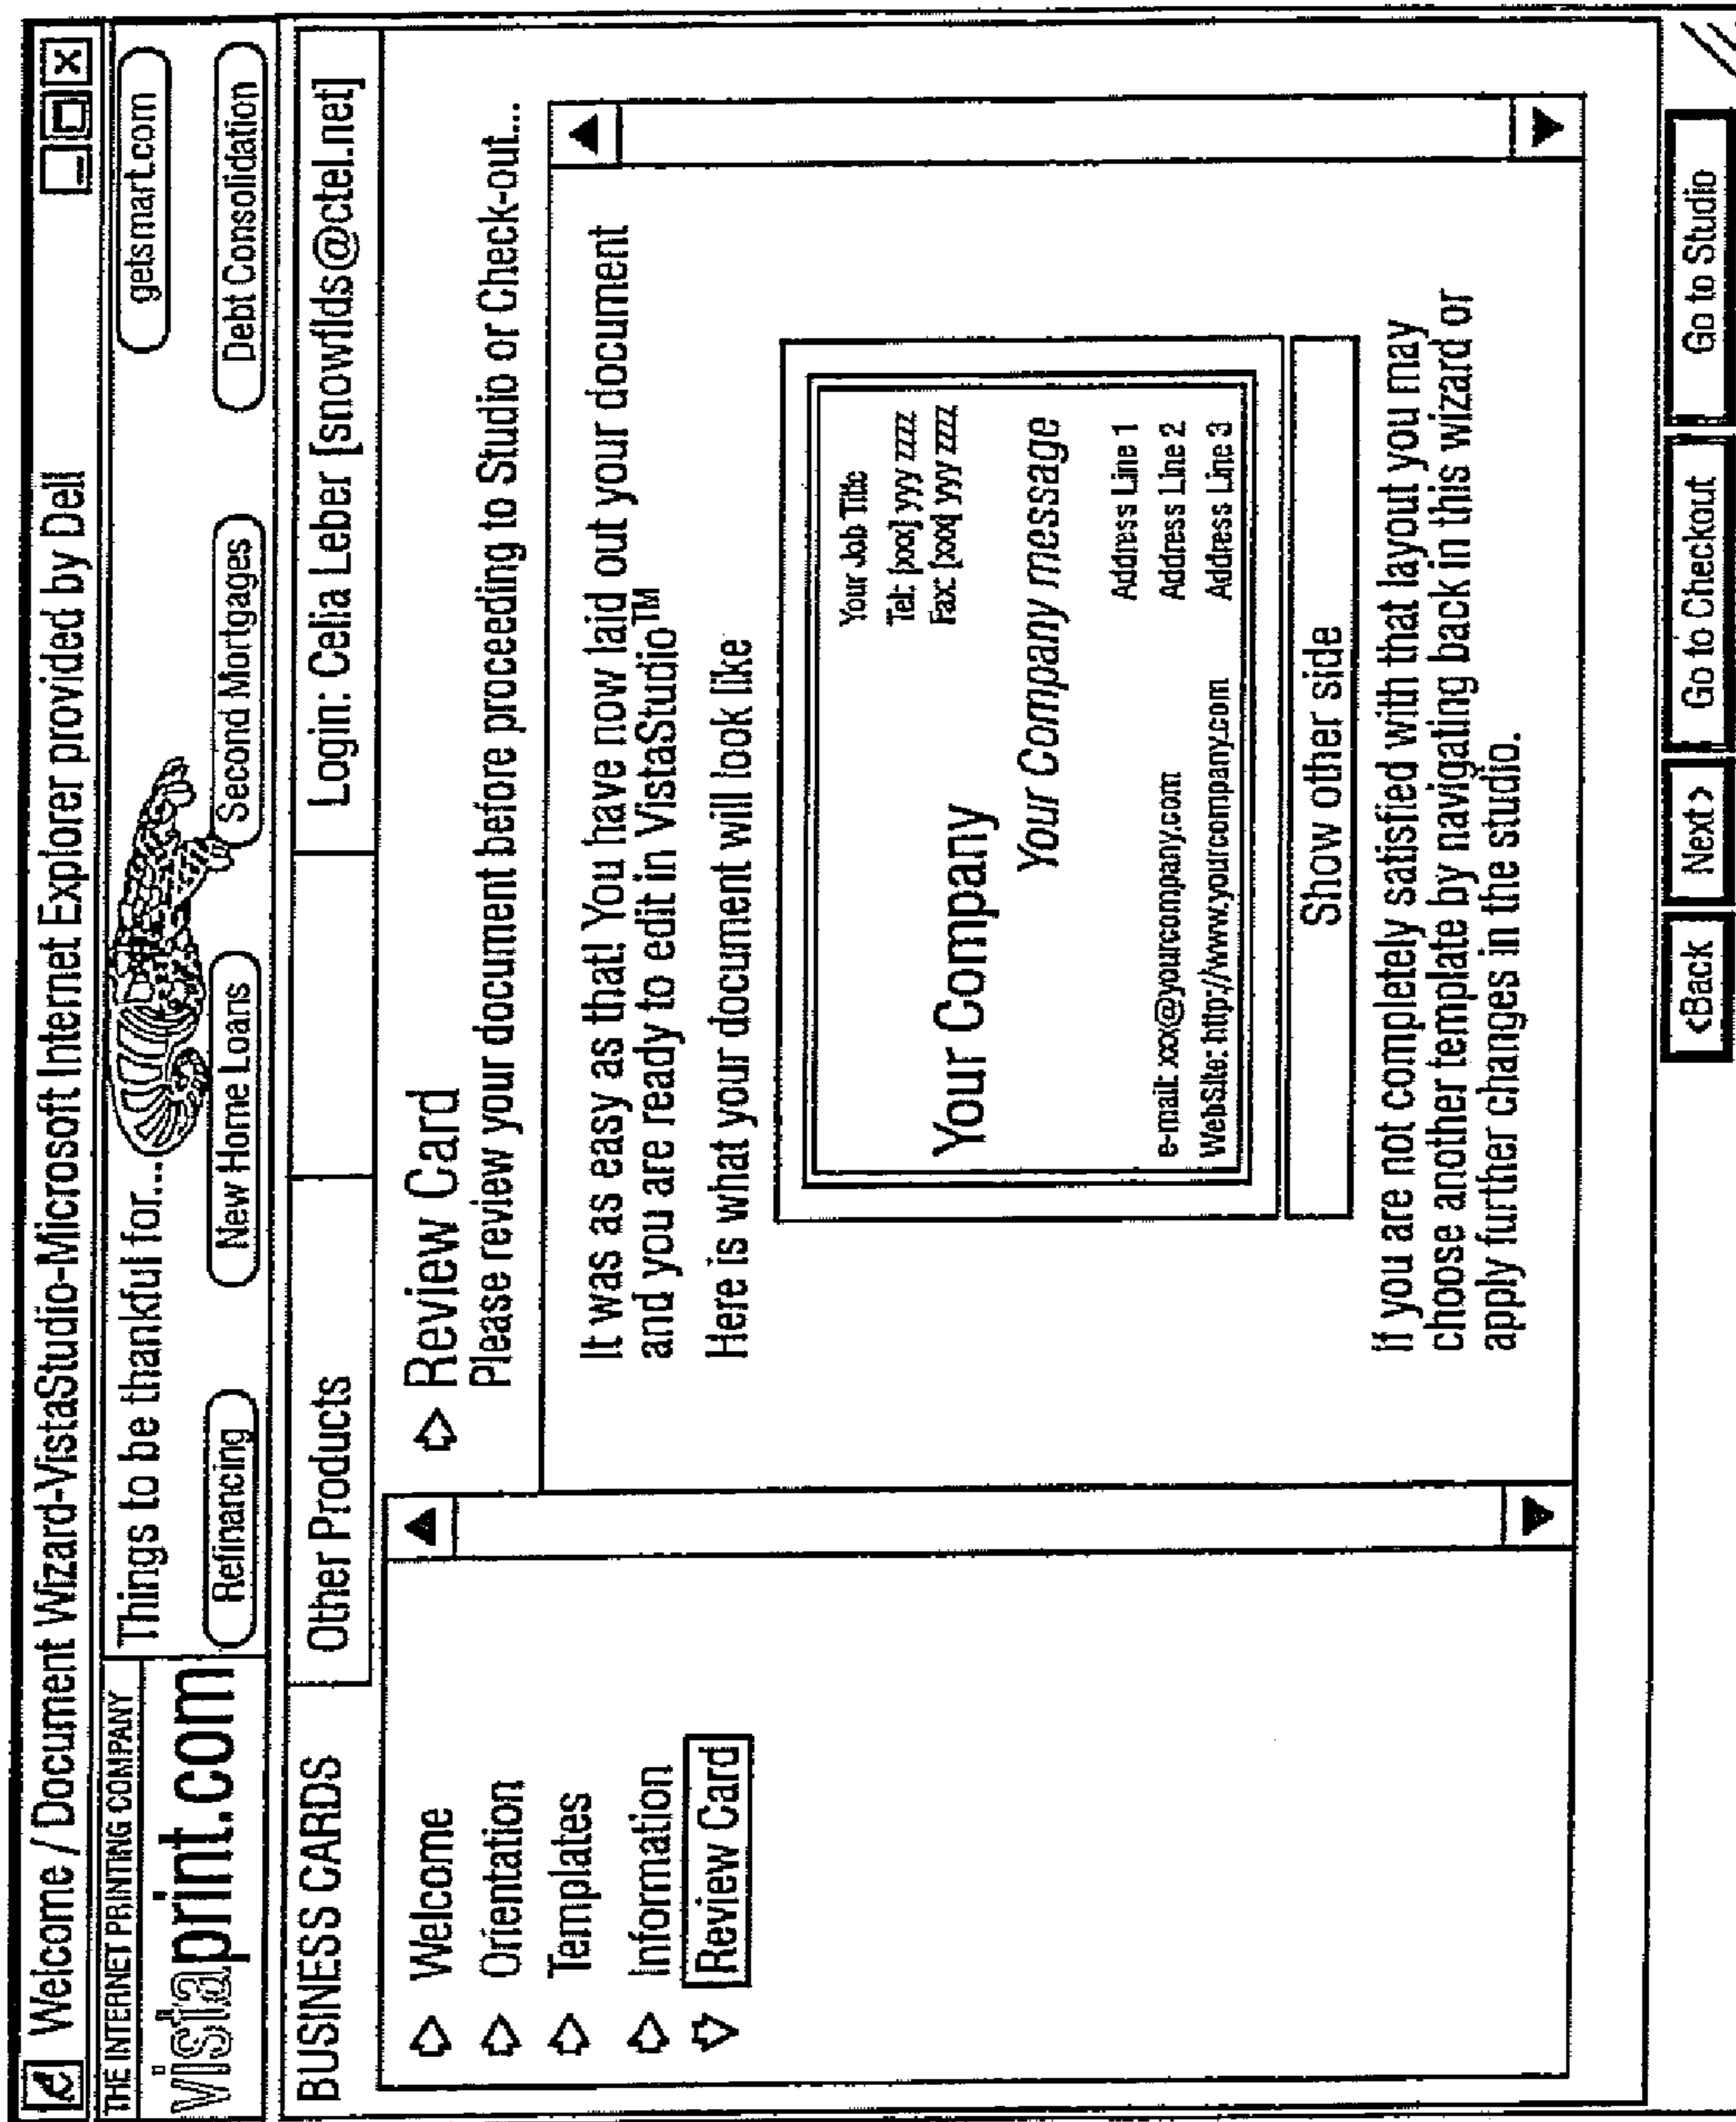 Welcome / Document Wizard-VistaStudio-Microsoft Internet Explorer provided by Dell
THE INTERNET PRINTING COMPANY
vistaprint.com
Things to be thankful for...
getsmart.com
Refinancing
New Home Loans
Second Mortgages
Debt Consolidation
BUSINESS CARDS
Other Products
Login: Celia Leber [snowflds@ctel.net]
Welcome
Orientation
Templates
Information
Review Card
Review Card
Please review your document before proceeding to Studio or Check-out...
It was as easy as that! You have now laid out your document
and you are ready to edit in VistaStudio™
Here is what your document will look like
Your Job Title
Tel: [xxx] yyy zzzz
Fax: [xxx] yyy zzzz
Your Company
Your Company message
Address Line 1
e-mail: xxx@yourcompany.com
Address Line 2
WebSite: http://www.yourcompany.com
Address Line 3
Show other side
If you are not completely satisfied with that layout you may
choose another template by navigating back in this wizard or
apply further changes in the studio.
<Back
Next >
Go to Checkout
Go to Studio